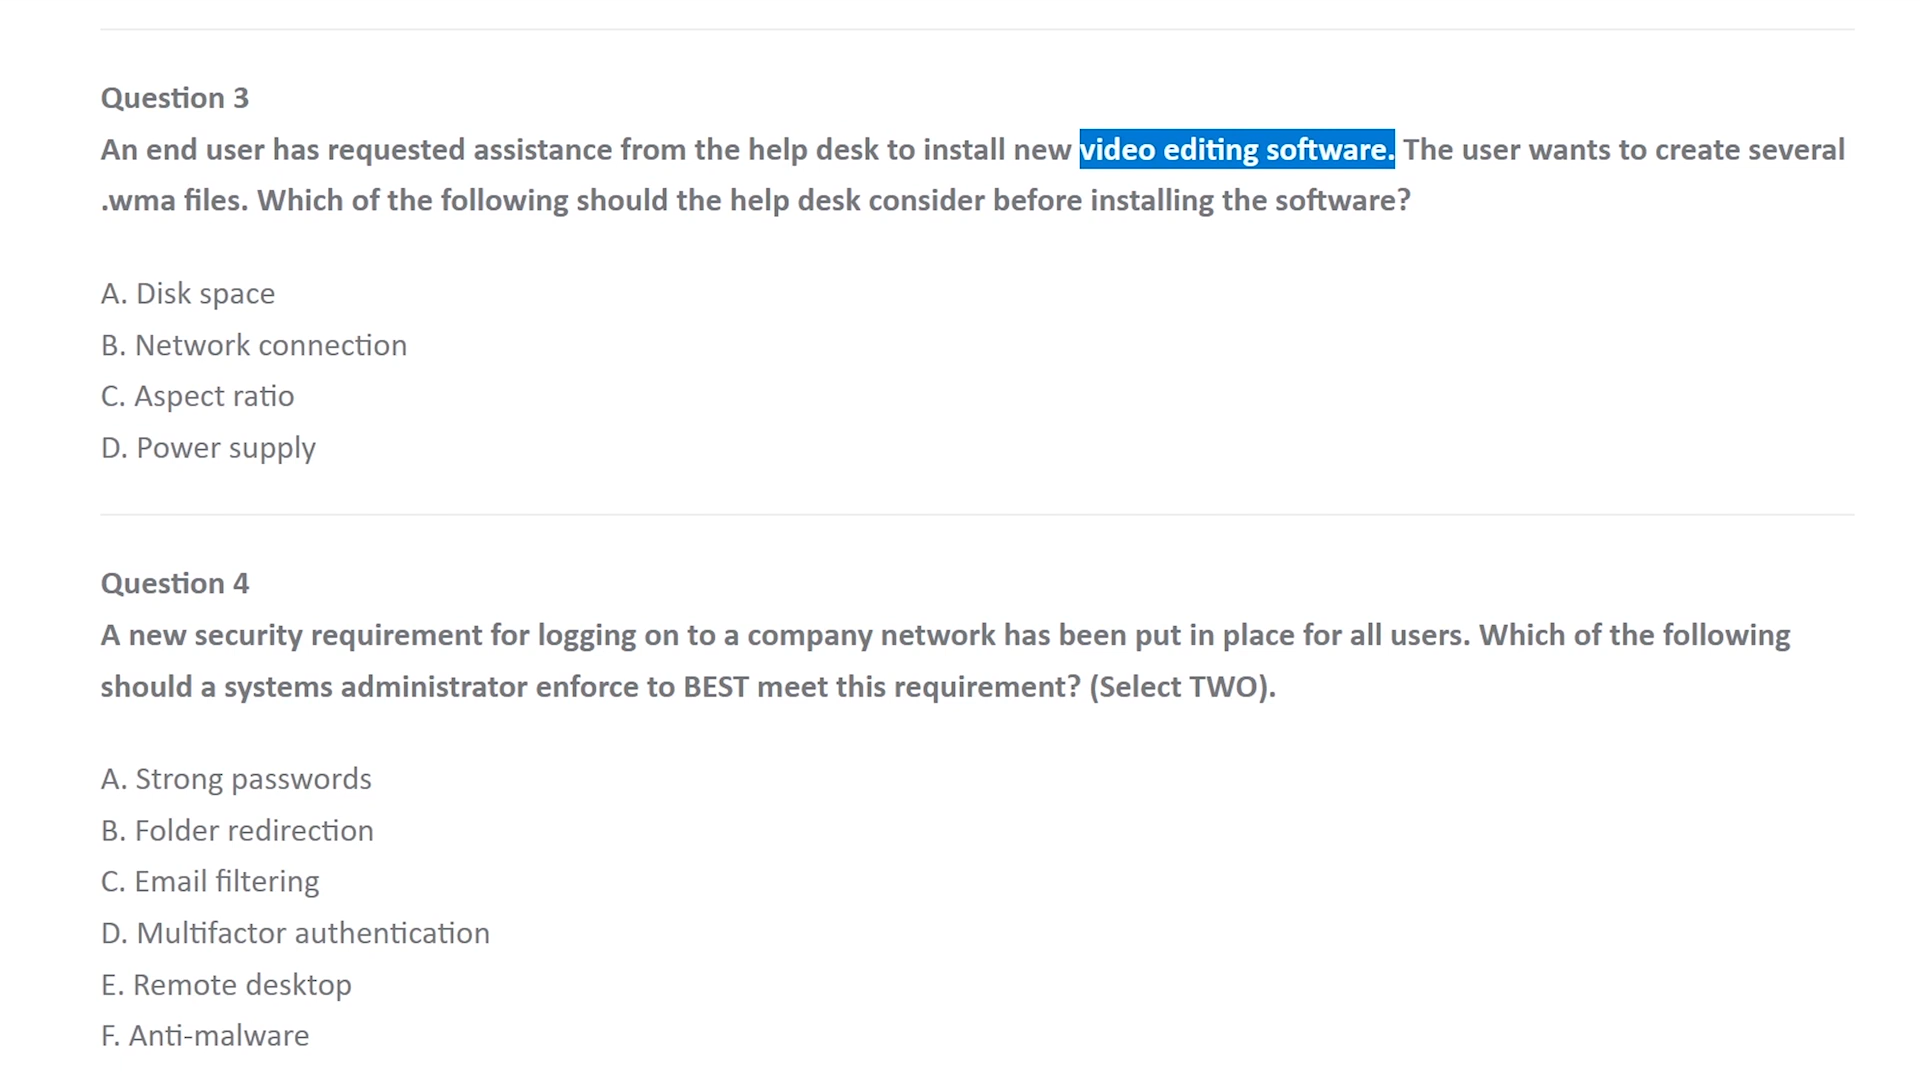 Question 3
An end user has requested assistance from the help desk to install new video editing software. The user wants to create several
.wma files. Which of the following should the help desk consider before installing the software?
A. Disk space
B. Network connection
C. Aspect ratio
D. Power supply
Question 4
A new security requirement for logging on to a company network has been put in place for all users. Which of the following
should a systems administrator enforce to BEST meet this requirement? (Select TWO).
A. Strong passwords
B. Folder redirection
C. Email filtering
D. Multifactor authentication
E. Remote desktop
F. Anti-malware